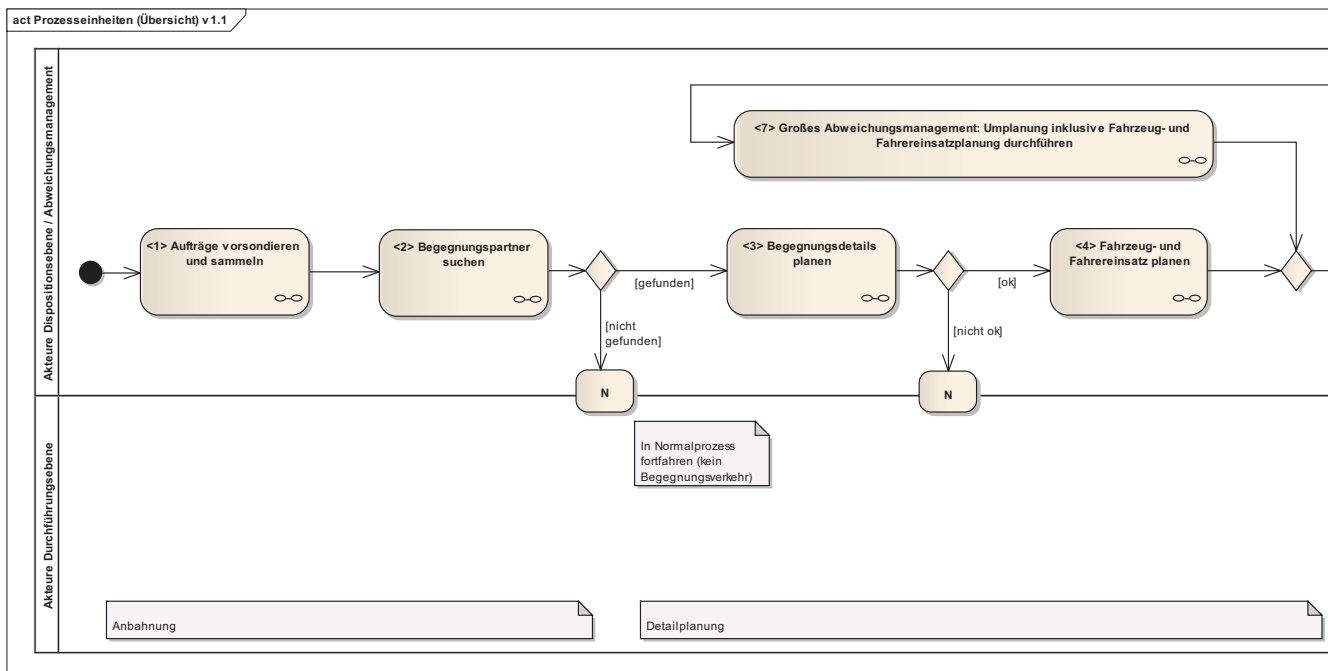 act Prozesseinheiten (Übersicht) v 1.1
Akteure Dispositionsebene / Abweichungsmanagement
<7> Großes Abweichungsmanagement: Umplanung inklusive Fahrzeug- und
Fahrereinsatzplanung durchführen
<1> Aufträge vorsondieren
und sammeln
<2> Begegnungspartner
suchen
[gefunden]
[nicht
gefunden]
N
<3> Begegnungsdetails
planen
[ok]
[nicht ok]
N
<4> Fahrzeug- und
Fahrereinsatz planen
Akteure Durchführungsebene
In Normalprozess
fortfahren (kein
Begegnungsverkehr)
Anbahnung
Detailplanung